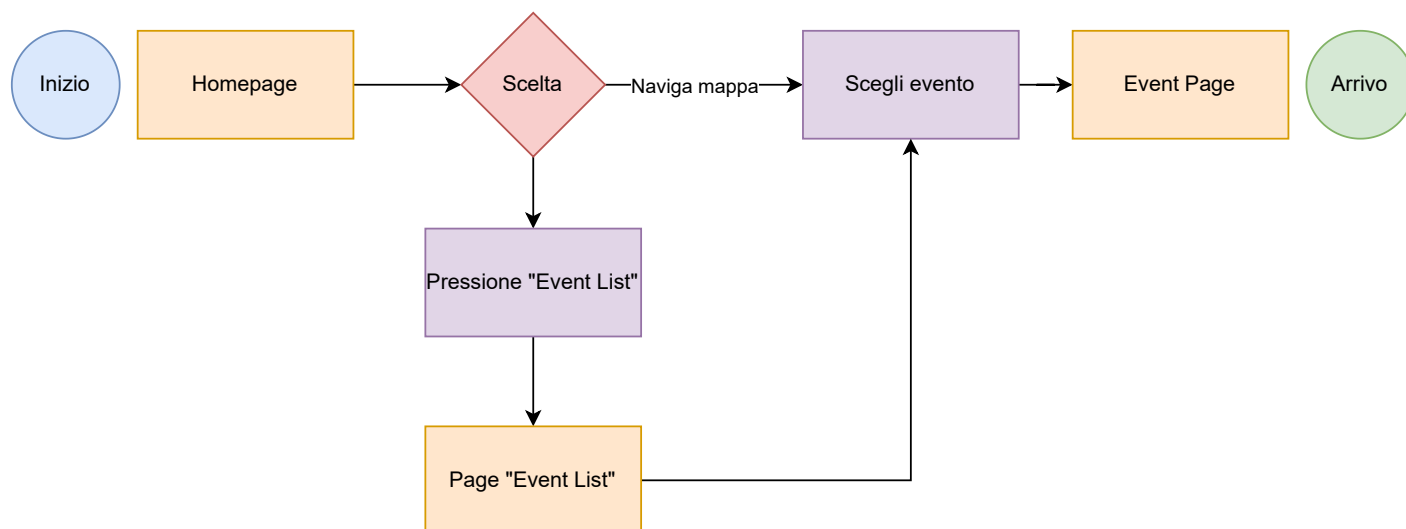 Inizio
Homepage
Scelta
Naviga mappa
Scegli evento
Event Page
Arrivo
Pressione "Event List"
Page "Event List"